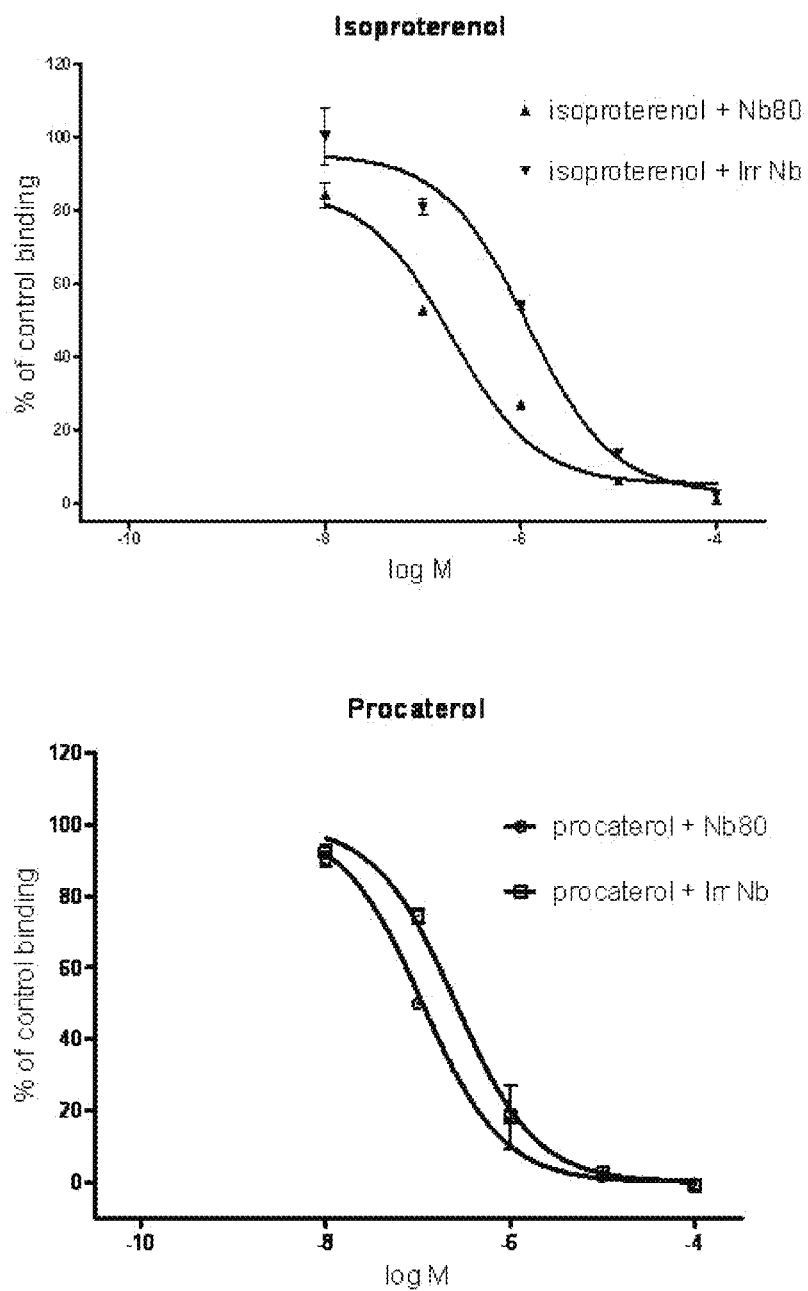 Isoproterenol
120
100
80
60
40
20
0
% of control binding
isoproterenol + Nb80
isoproterenol + Irr Nb
-10
-8
-6
-4
log M
Procaterol
120
100
80
60
40
20
0
% of control binding
procaterol + Nb80
procaterol + Irr Nb
-10
-8
-6
-4
log M